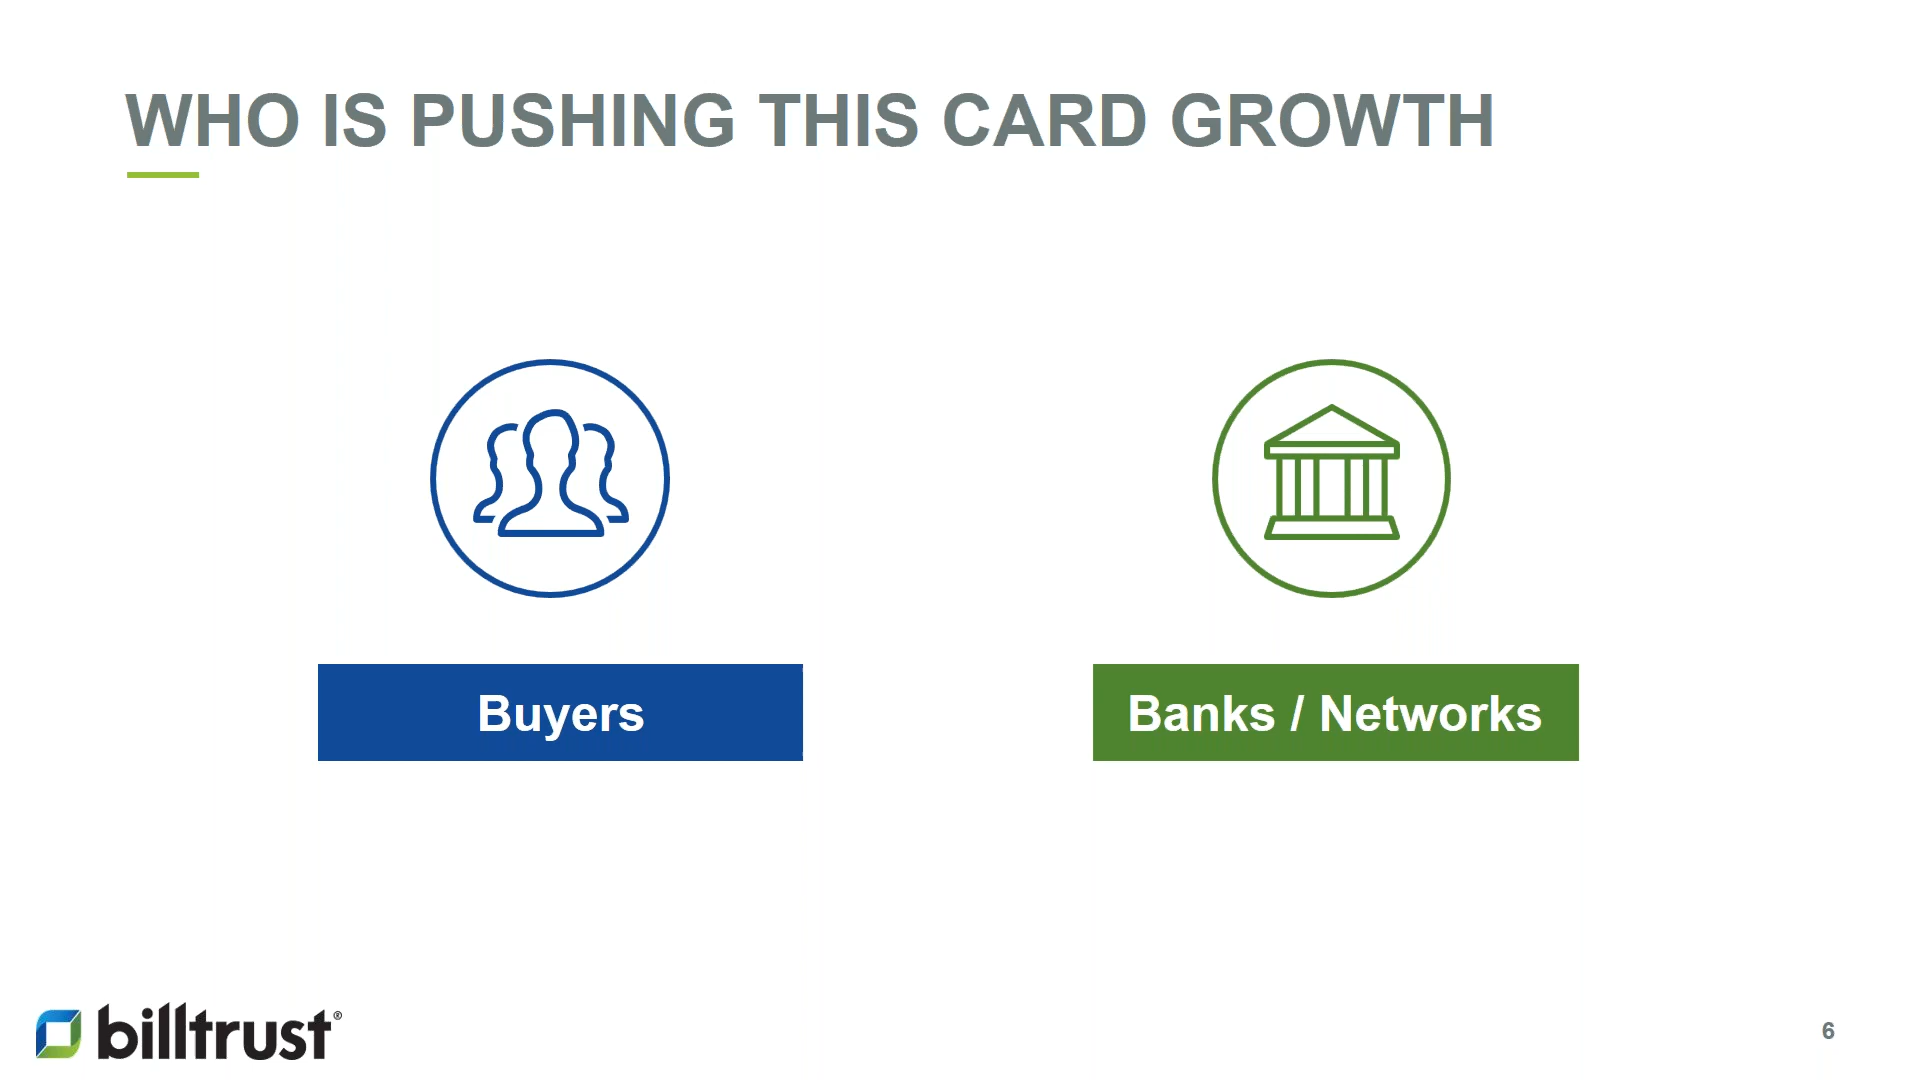 WHO IS PUSHING THIS CARD GROWTH
Buyers
Banks / Networks
billtrust®
6